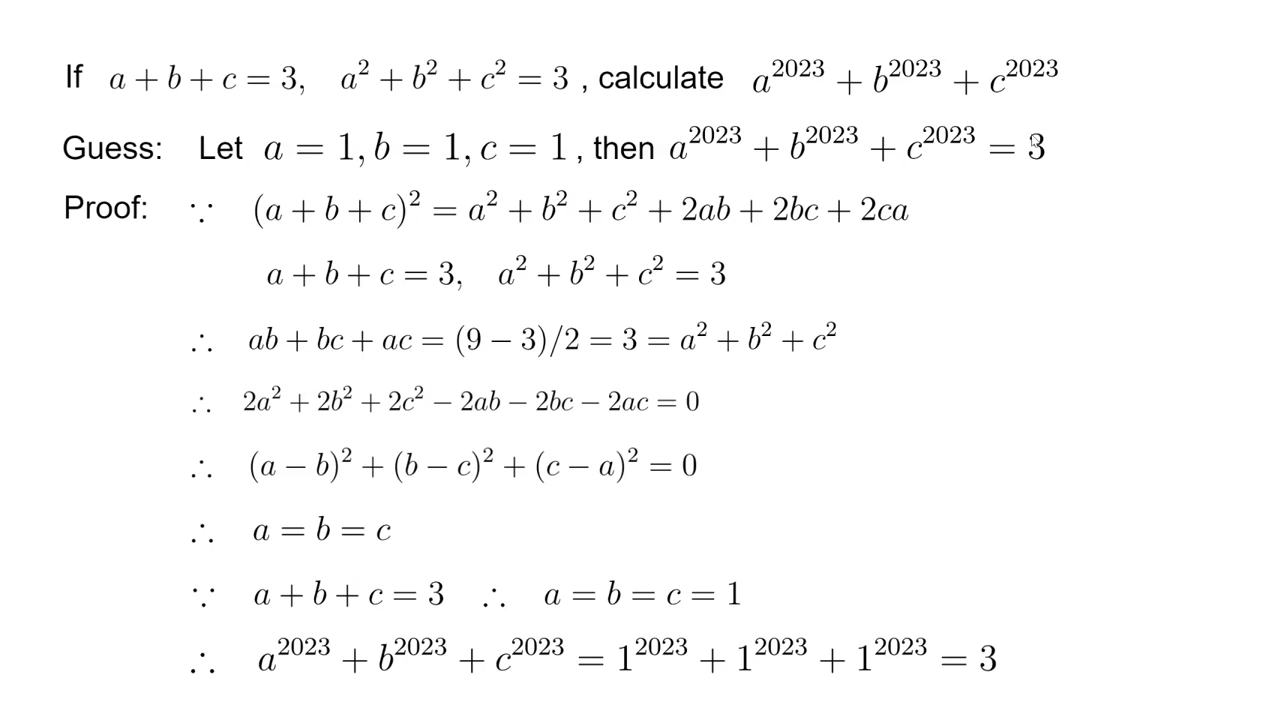 If a + b + c = 3, a² + b² + c² = 3 , calculate a²⁰²³ + b²⁰²³ + c²⁰²³
Guess: Let a = 1, b = 1, c = 1 , then a²⁰²³ + b²⁰²³ + c²⁰²³ = 3
Proof: ∵ (a + b + c)² = a² + b² + c² + 2ab + 2bc + 2ca
a + b + c = 3, a² + b² + c² = 3
∴ ab + bc + ac = (9 − 3)/2 = 3 = a² + b² + c²
∴ 2a² + 2b² + 2c² − 2ab − 2bc − 2ac = 0
∴ (a − b)² + (b − c)² + (c − a)² = 0
∴ a = b = c
∵ a + b + c = 3 ∴ a = b = c = 1
∴ a²⁰²³ + b²⁰²³ + c²⁰²³ = 1²⁰²³ + 1²⁰²³ + 1²⁰²³ = 3